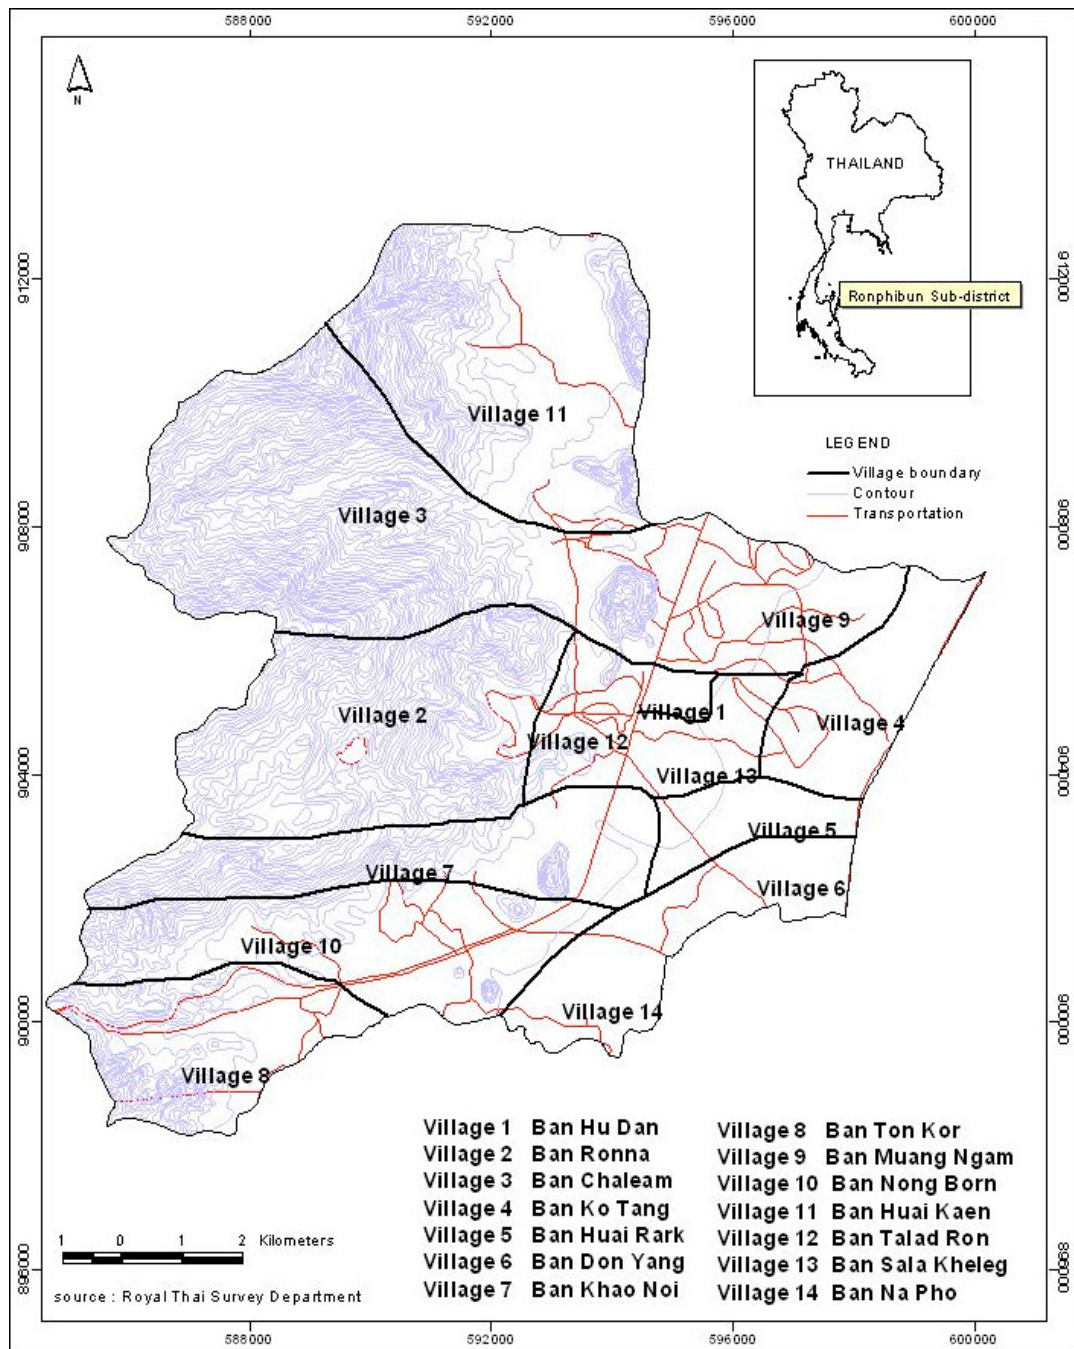 588000 592000 596000 600000
N
THAILAND
912000
912000
Ronphibun Sub-district
Village 11
LEGEND
Village boundary
Contour
Transportation
908000
908000
Village 3
Village 9
Village 2
Village 1
Village 4
Village 12
904000
904000
Village 13
Village 5
Village 7
Village 6
Village 10
Village 14
900000
900000
Village 8
Village 1 Ban Hu Dan
Village 2 Ban Ronna
Village 3 Ban Chaleam
Village 4 Ban Ko Tang
Village 5 Ban Huai Rark
Village 6 Ban Don Yang
Village 7 Ban Khao Noi
Village 8 Ban Ton Kor
Village 9 Ban Muang Ngam
Village 10 Ban Nong Born
Village 11 Ban Huai Kaen
Village 12 Ban Talad Ron
Village 13 Ban Sala Kheleg
Village 14 Ban Na Pho
1 0 1 2 Kilometers
896000
896000
source : Royal Thai Survey Department
588000 592000 596000 600000